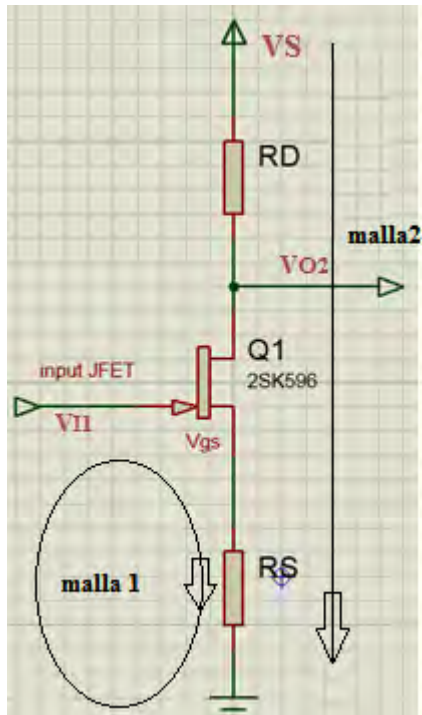 VS
RD
malla2
VO2
Q1
2SK596
input JFET
VI1
Vgs
RS
malla 1